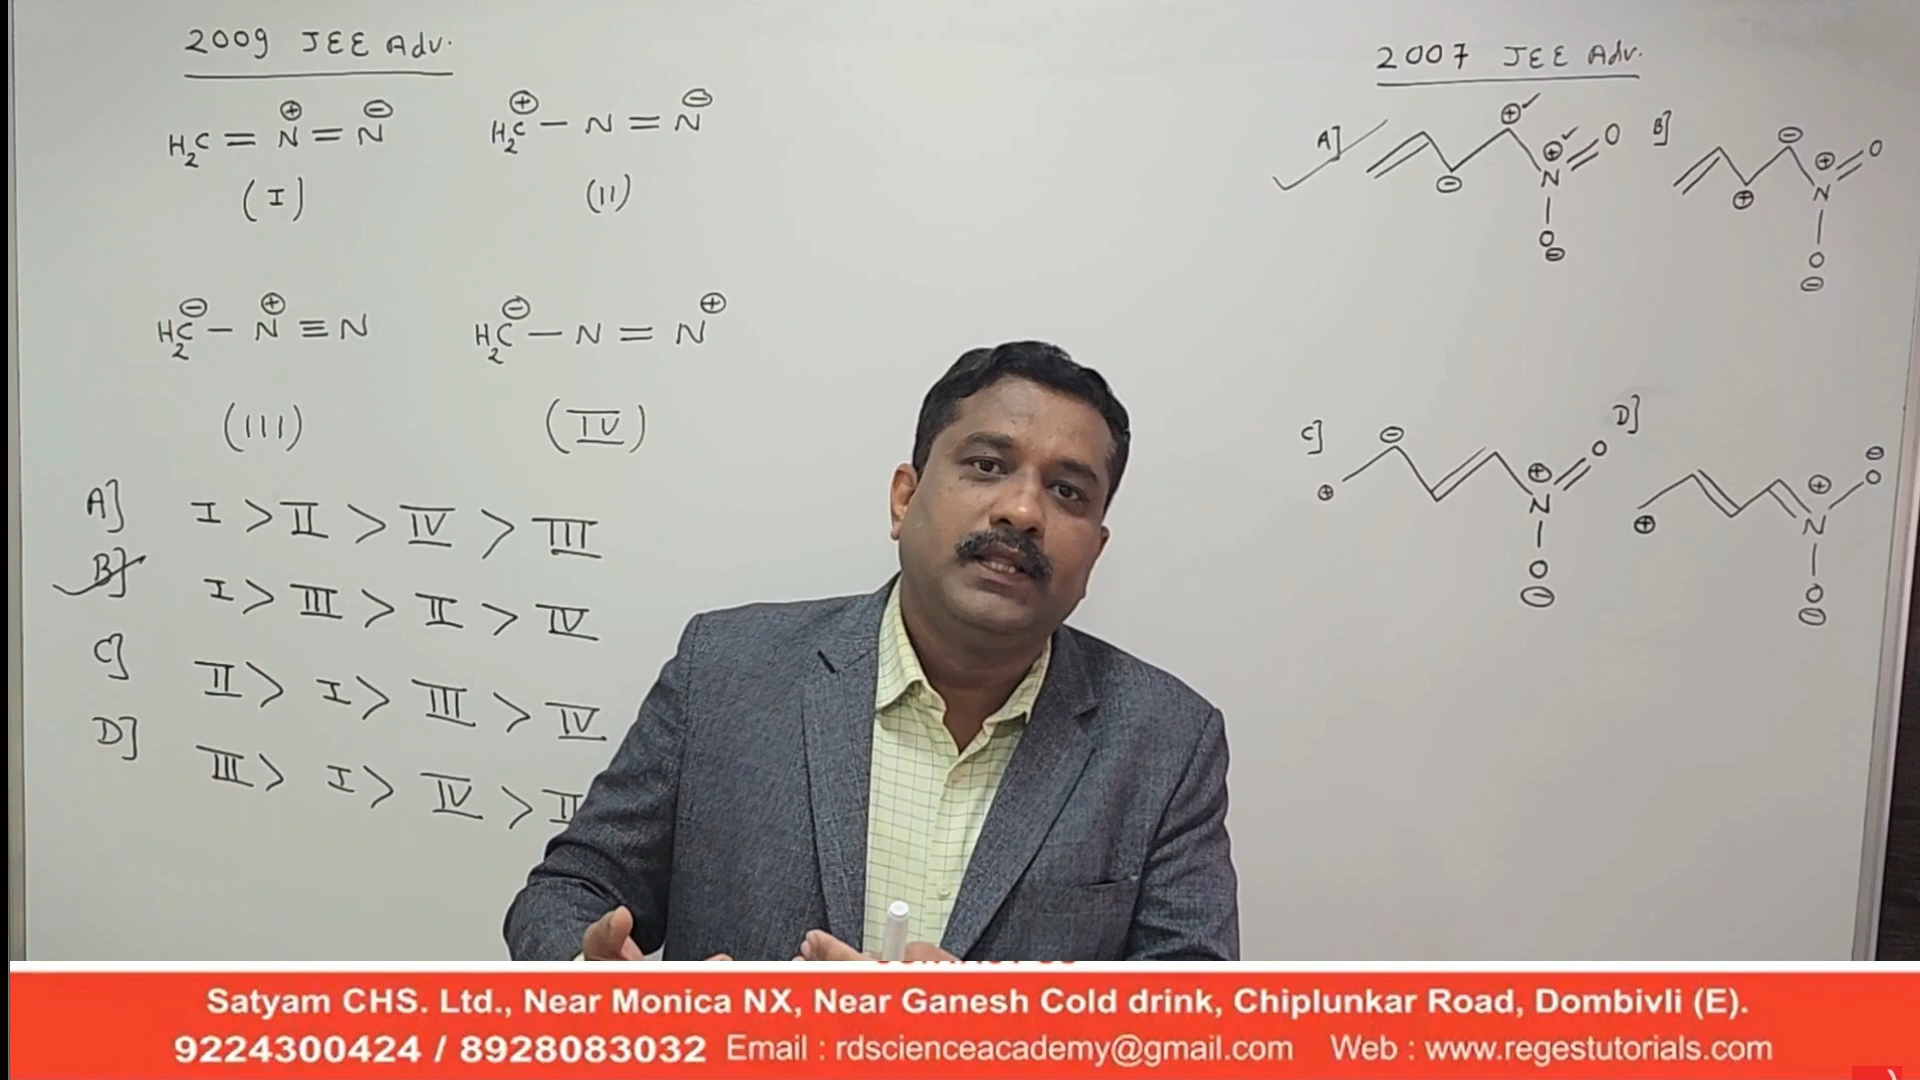 2009 JEE Adv.
H2C = N⊕ = N⊖
(I)
H2C⊕ – N = N⊖
(II)
H2C⊖ – N⊕ ≡ N
(III)
H2C⊖ – N = N⊕
(IV)
A] I > II > IV > III
B] I > III > II > IV
C] II > I > III > IV
D] III > I > IV > II
2007 JEE Adv.
A] ⊖ ⊕ ⊕ N O
O ⊖
B] ⊕ ⊖ ⊕ N O
O ⊖
C] ⊕ ⊖ ⊕ N O
O ⊖
D] ⊕ ⊕ N O ⊖
O ⊖
Satyam CHS. Ltd., Near Monica NX, Near Ganesh Cold drink, Chiplunkar Road, Dombivli (E).
9224300424 / 8928083032 Email : rdscienceacademy@gmail.com Web : www.regestutorials.com